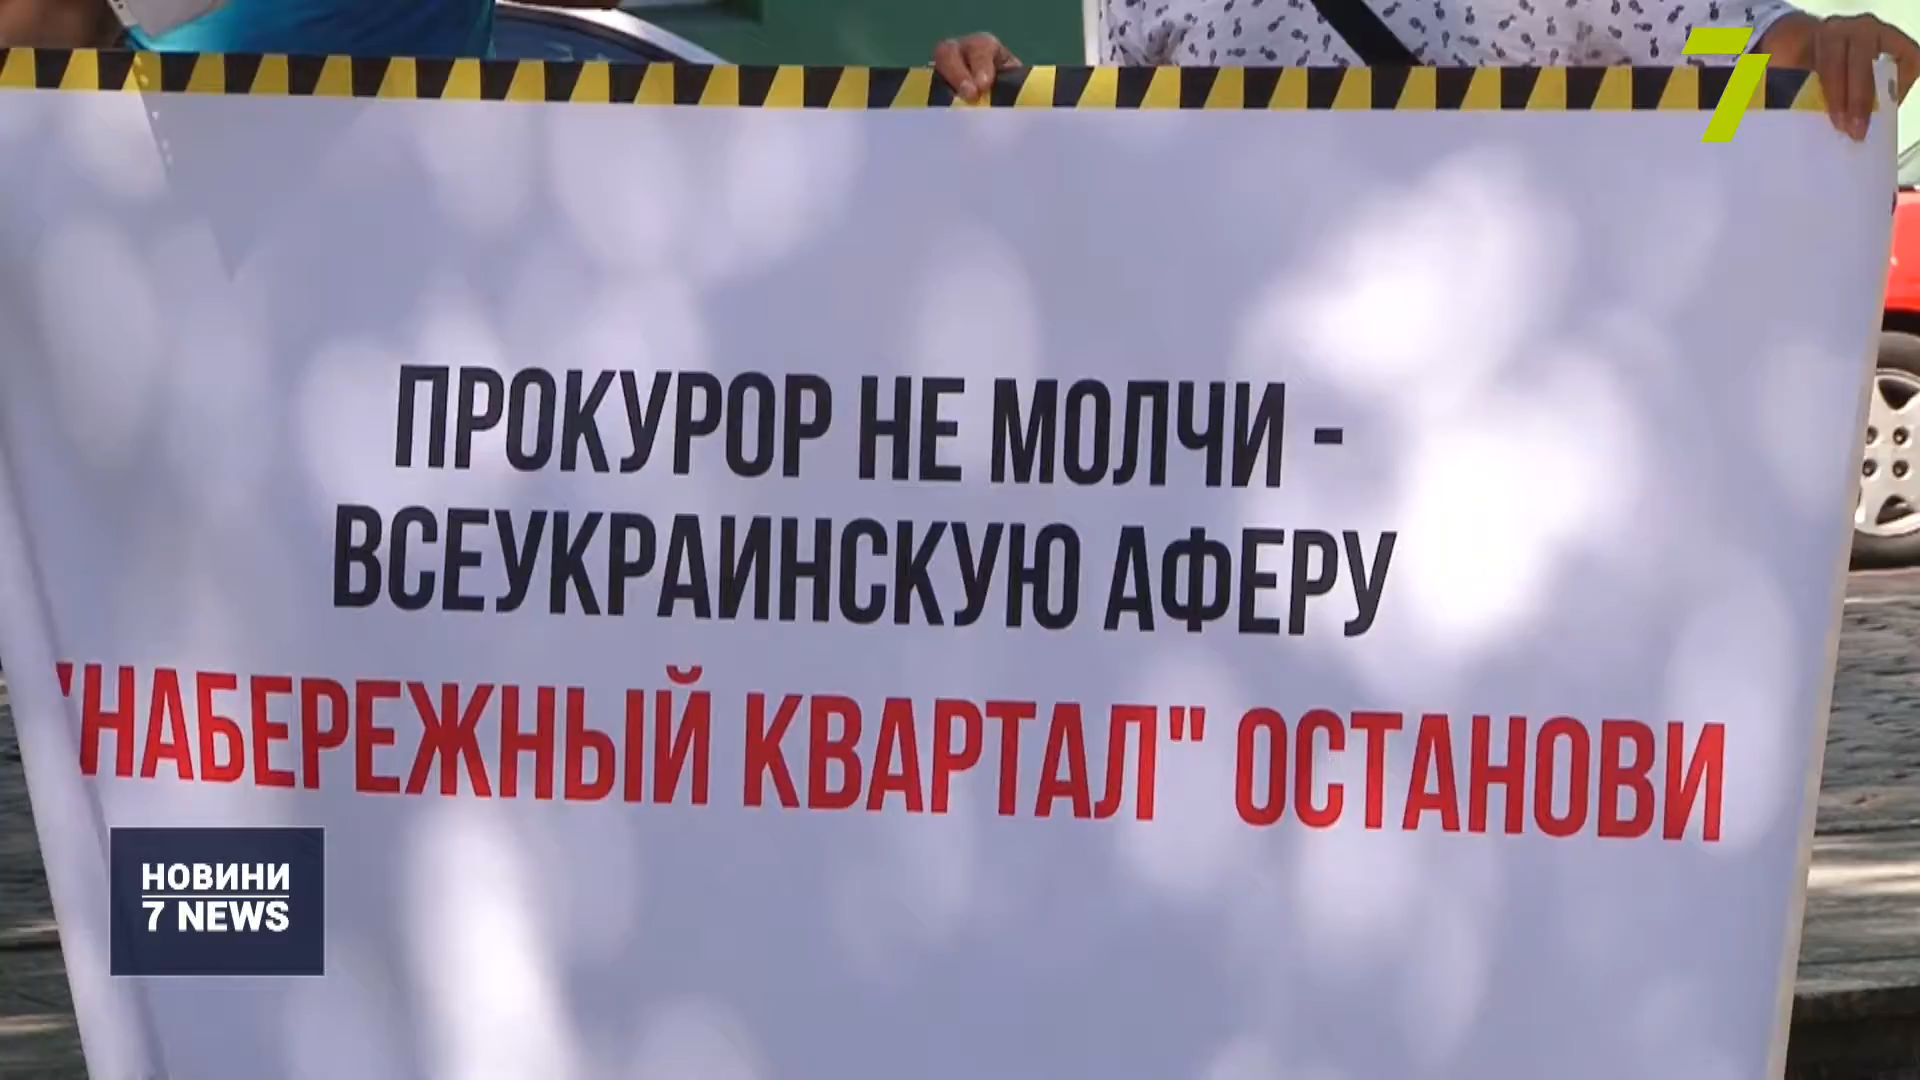 7
ПРОКУРОР НЕ МОЛЧИ -
ВСЕУКРАИНСКУЮ АФЕРУ
"НАБЕРЕЖНЫЙ КВАРТАЛ" ОСТАНОВИ
НОВИНИ
7 NEWS